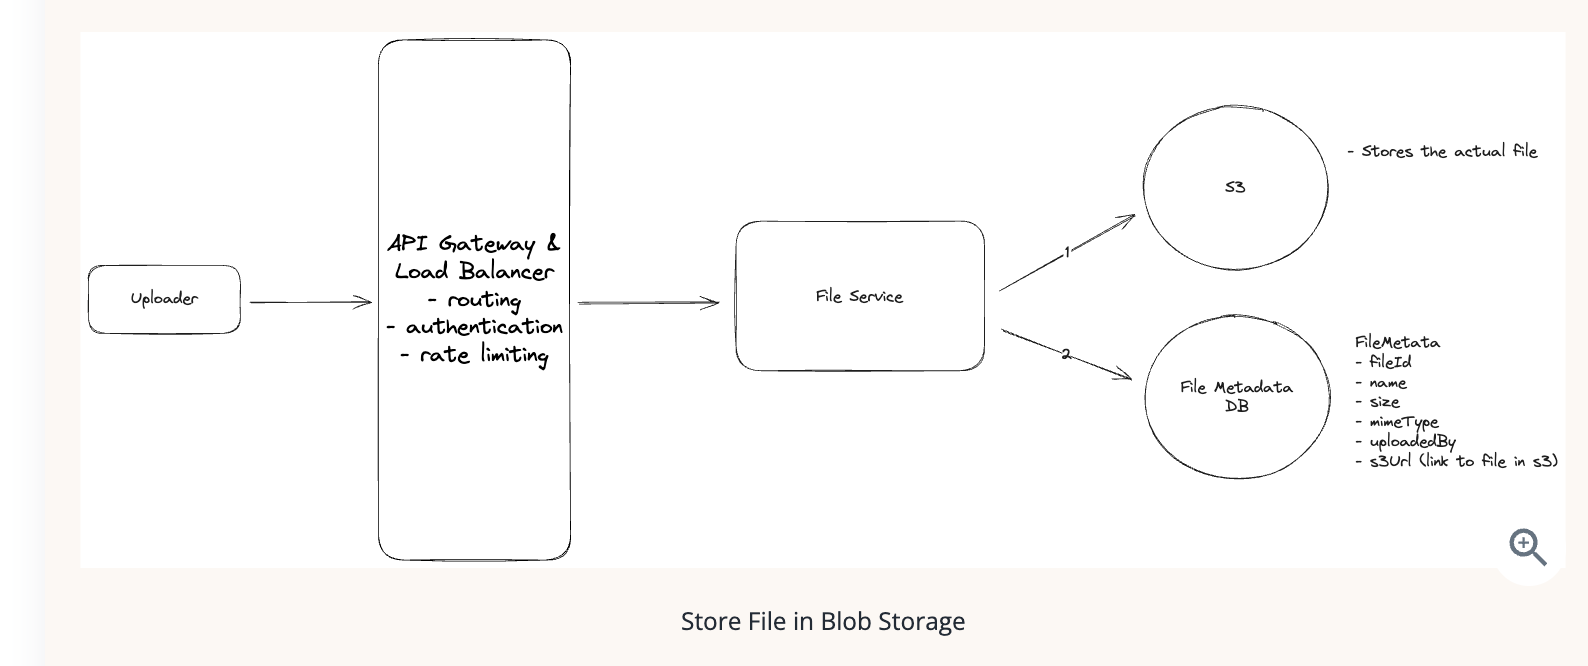 Uploader
API Gateway &
Load Balancer
- routing
- authentication
- rate limiting
File Service
1
2
S3
- Stores the actual file
File Metadata
DB
FileMetata
- fileId
- name
- size
- mimeType
- uploadedBy
- s3Url (link to file in s3)
Store File in Blob Storage